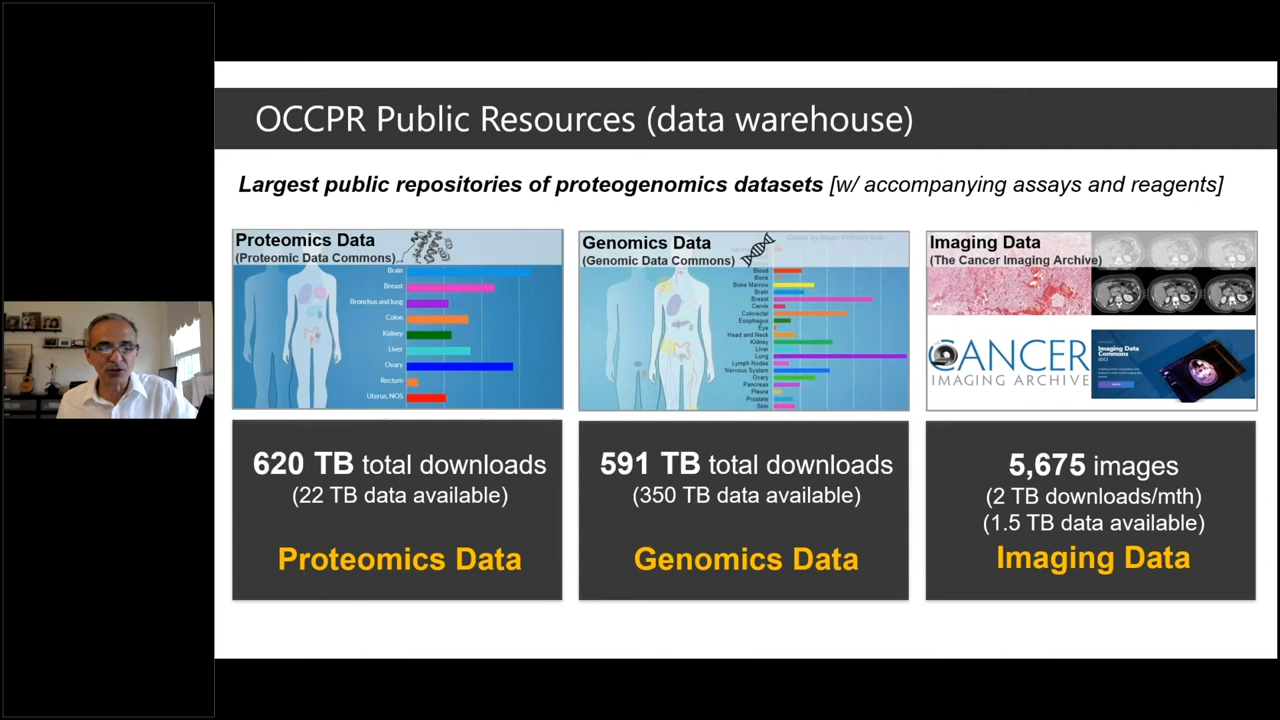 OCCPR Public Resources (data warehouse)
Largest public repositories of proteogenomics datasets [w/ accompanying assays and reagents]
Proteomics Data
(Proteomic Data Commons)
Brain
Breast
Bronchus and lung
Colon
Kidney
Liver
Ovary
Rectum
Uterus, NOS
Genomics Data
(Genomic Data Commons)
Cases by Major Primary Site
Blood
Bone
Bone Marrow
Brain
Breast
Cervix
Colorectal
Esophagus
Eye
Head and Neck
Kidney
Liver
Lung
Lymph Nodes
Nervous System
Ovary
Pancreas
Pleura
Prostate
Skin
Imaging Data
(The Cancer Imaging Archive)
CANCER
IMAGING ARCHIVE
Imaging Data
Commons
620 TB total downloads
(22 TB data available)
Proteomics Data
591 TB total downloads
(350 TB data available)
Genomics Data
5,675 images
(2 TB downloads/mth)
(1.5 TB data available)
Imaging Data